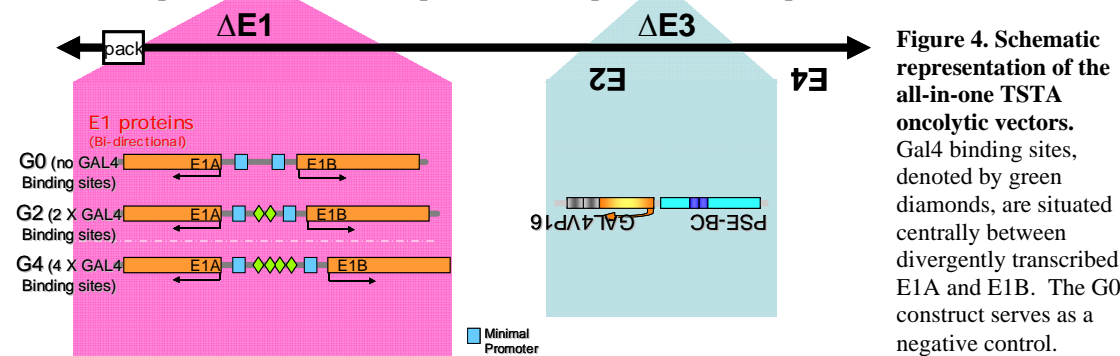 ΔE1
ΔE3
pack
E2
E4
E1 proteins
(Bi-directional)
G0 (no GAL4
Binding sites)
E1A
E1B
G2 (2 X GAL4
Binding sites)
E1A
E1B
G4 (4 X GAL4
Binding sites)
E1A
E1B
GAL4VP16
PSE-BC
Minimal
Promoter
Figure 4. Schematic
representation of the
all-in-one TSTA
oncolytic vectors.
Gal4 binding sites,
denoted by green
diamonds, are situated
centrally between
divergently transcribed
E1A and E1B. The G0
construct serves as a
negative control.